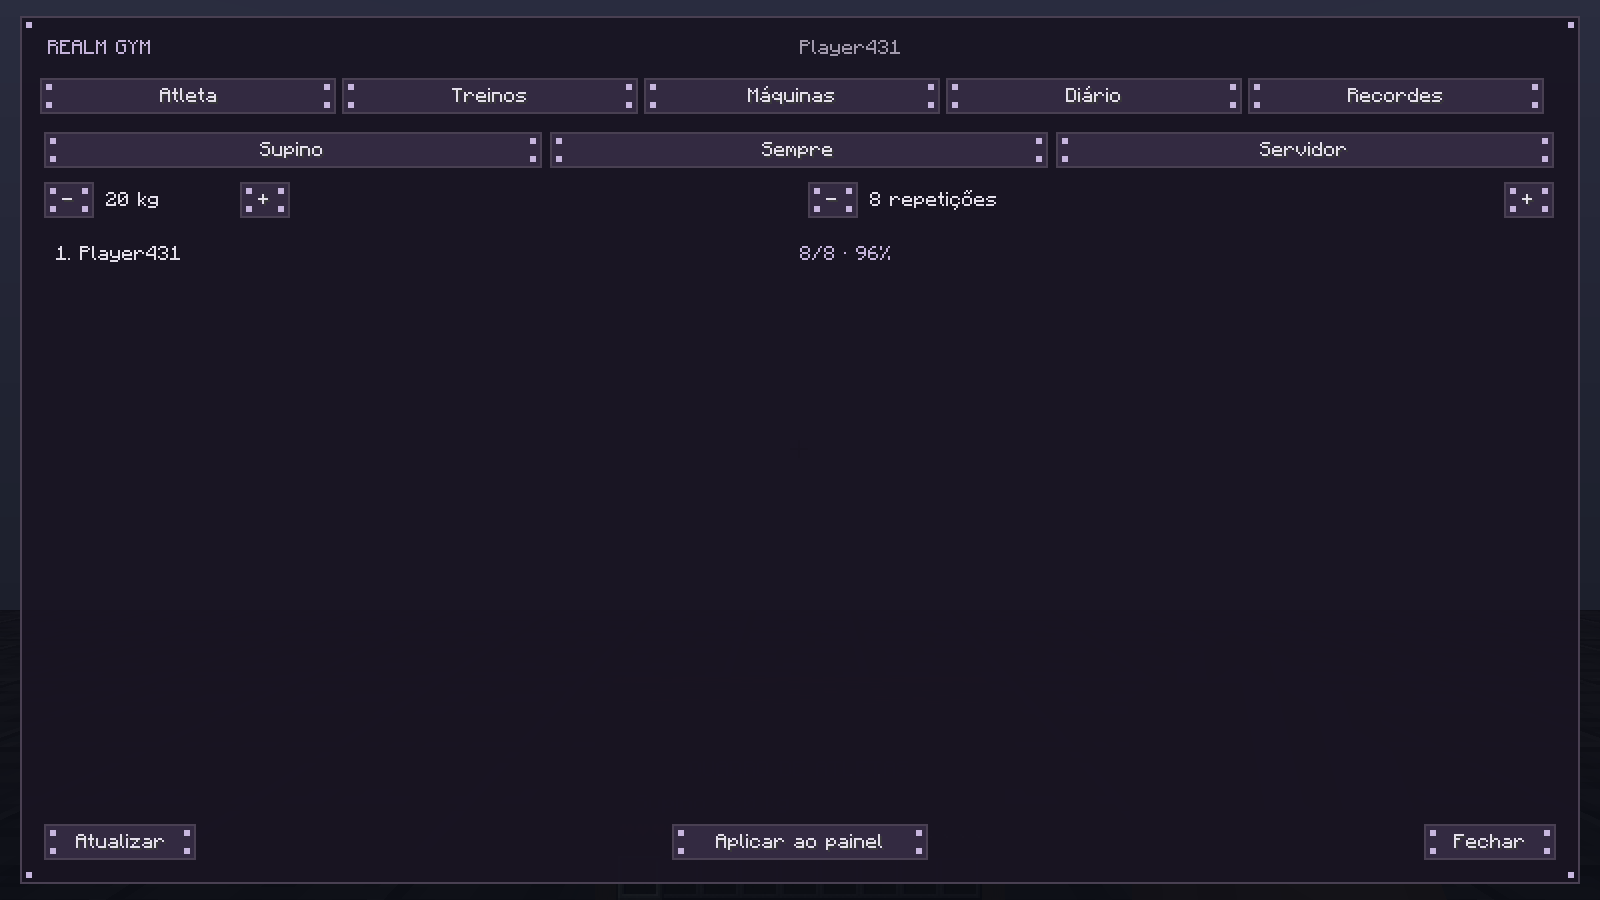 REALM GYM Player431
Atleta Treinos Máquinas Diário Recordes
Supino Sempre Servidor
- 20 kg + - 8 repetições +
1. Player431 8/8 · 96%
Atualizar Aplicar ao painel Fechar